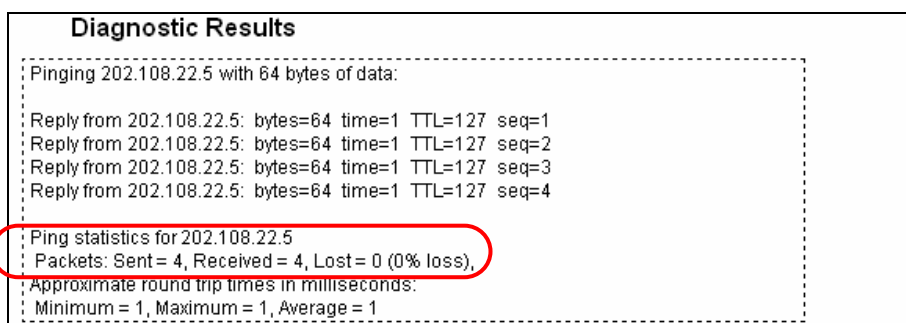 Diagnostic Results
Pinging 202.108.22.5 with 64 bytes of data:
Reply from 202.108.22.5: bytes=64 time=1 TTL=127 seq=1
Reply from 202.108.22.5: bytes=64 time=1 TTL=127 seq=2
Reply from 202.108.22.5: bytes=64 time=1 TTL=127 seq=3
Reply from 202.108.22.5: bytes=64 time=1 TTL=127 seq=4
Ping statistics for 202.108.22.5
Packets: Sent = 4, Received = 4, Lost = 0 (0% loss),
Approximate round trip times in milliseconds:
Minimum = 1, Maximum = 1, Average = 1